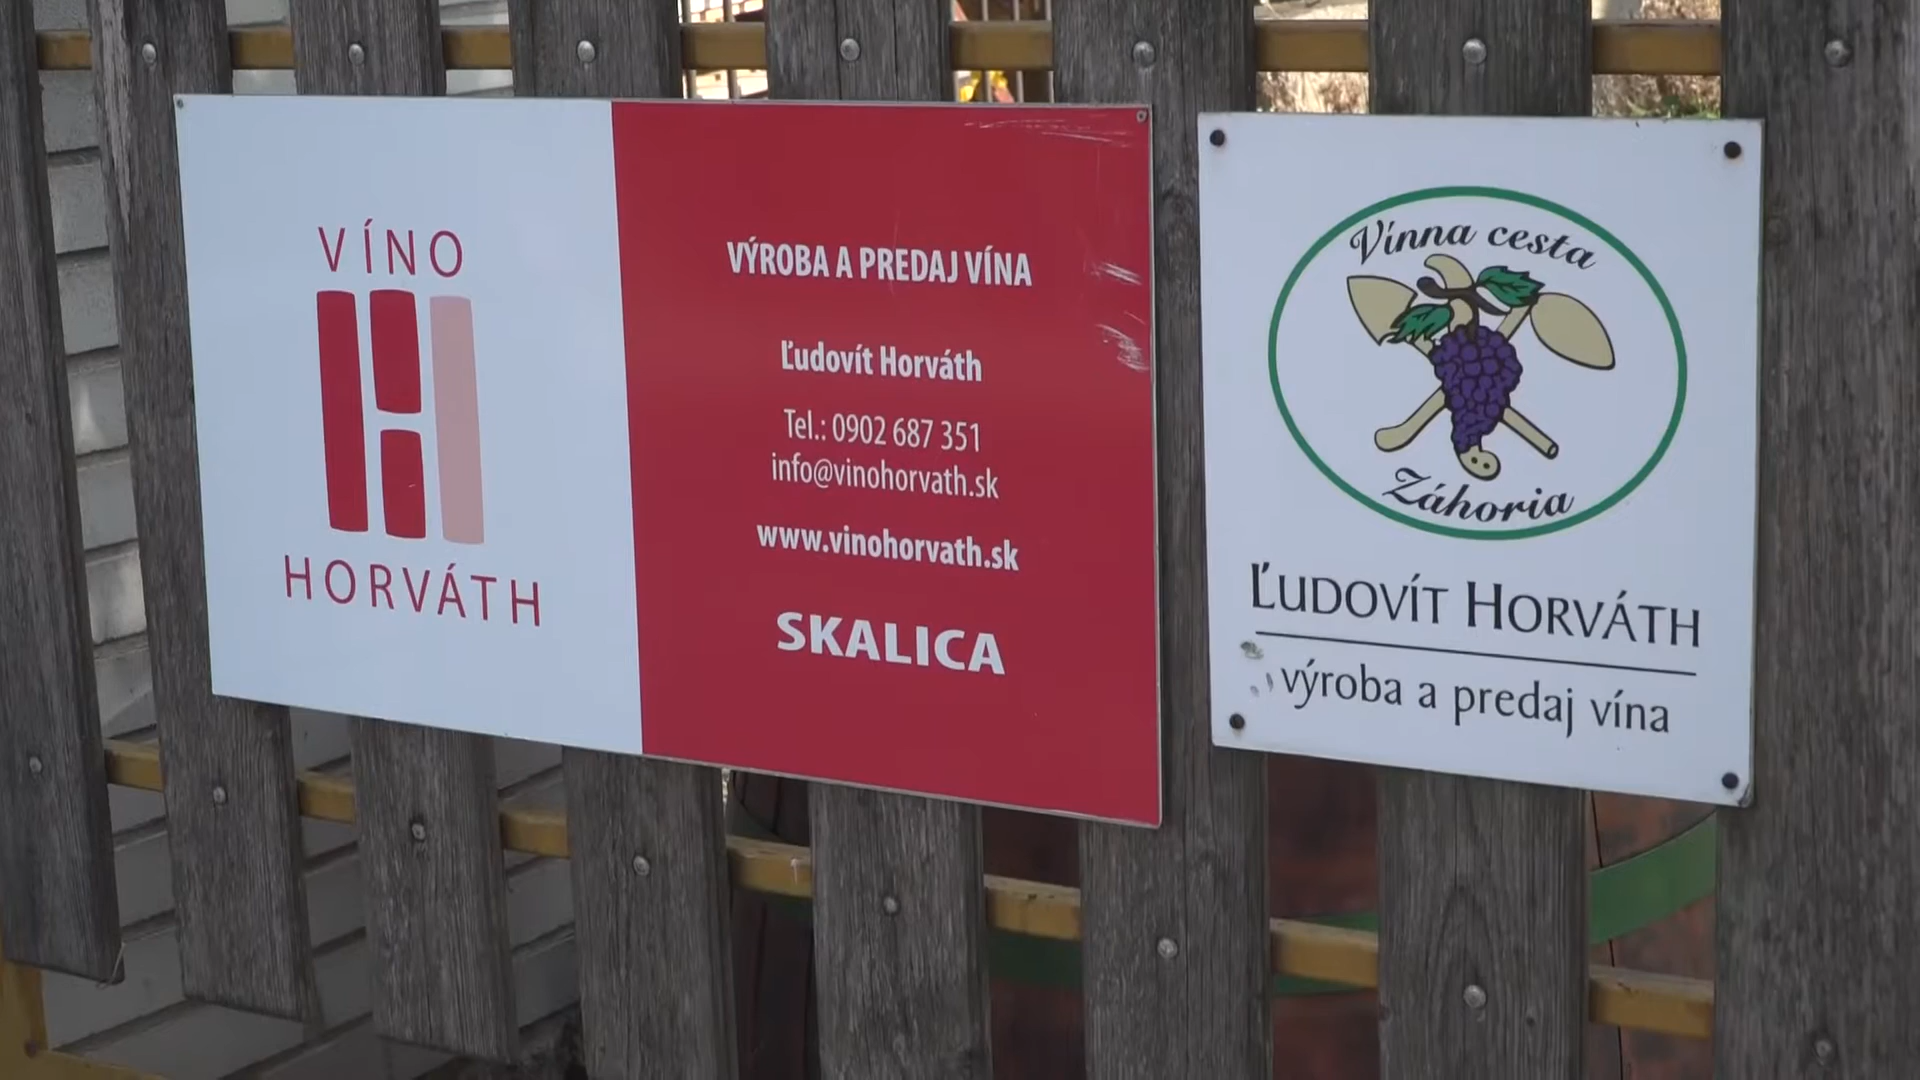 VÍNO
HORVÁTH
VÝROBA A PREDAJ VÍNA
Ľudovít Horváth
Tel.: 0902 687 351
info@vinohorvath.sk
www.vinohorvath.sk
SKALICA
Vínna cesta
Záhoria
ĽUDOVÍT HORVÁTH
výroba a predaj vína